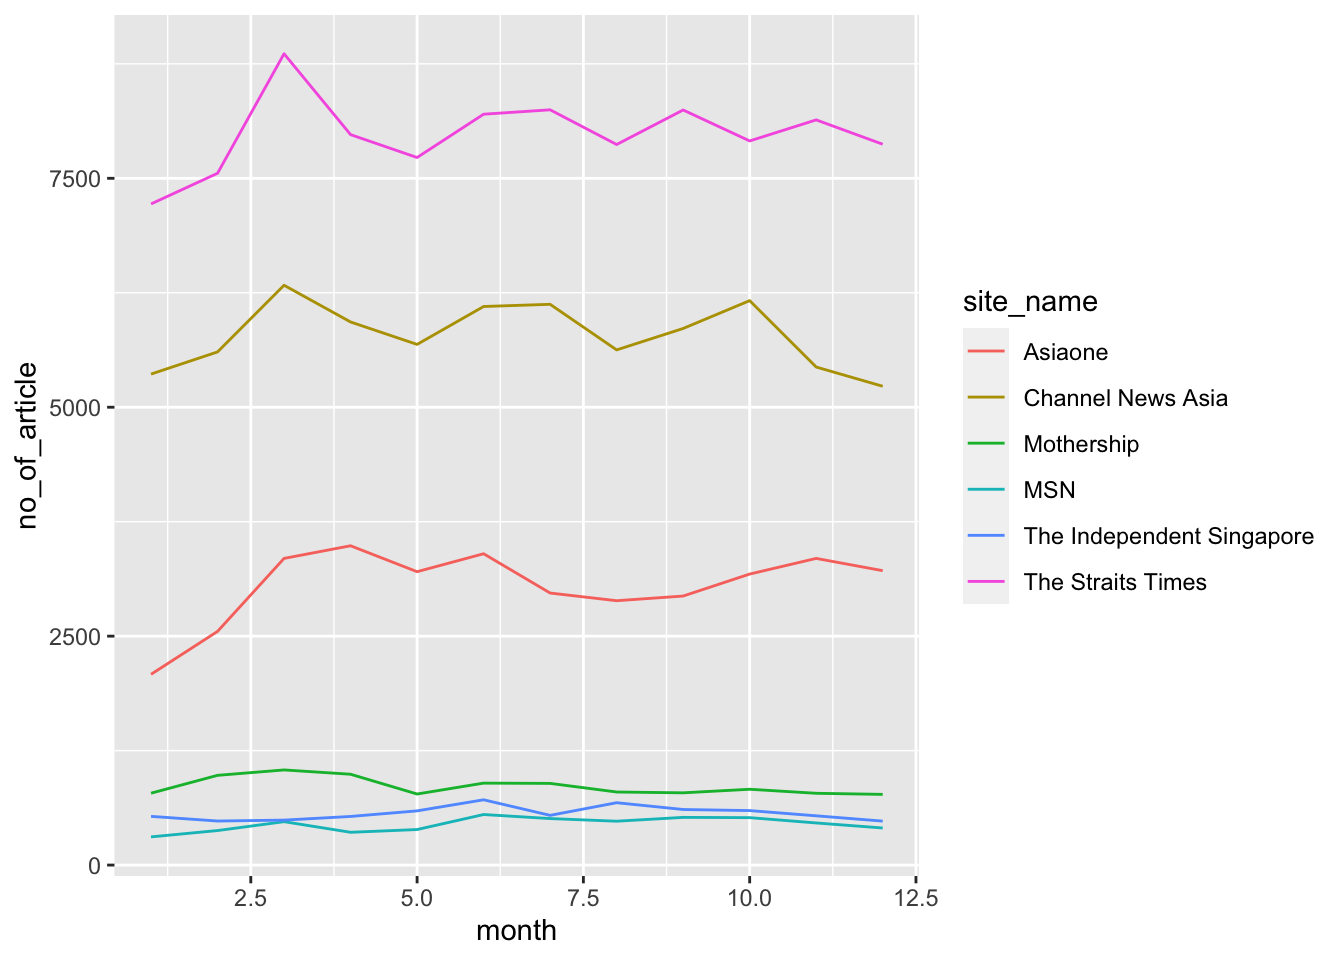 no_of_article
7500
5000
2500
0
2.5 5.0 7.5 10.0 12.5
month
site_name
Asiaone
Channel News Asia
Mothership
MSN
The Independent Singapore
The Straits Times